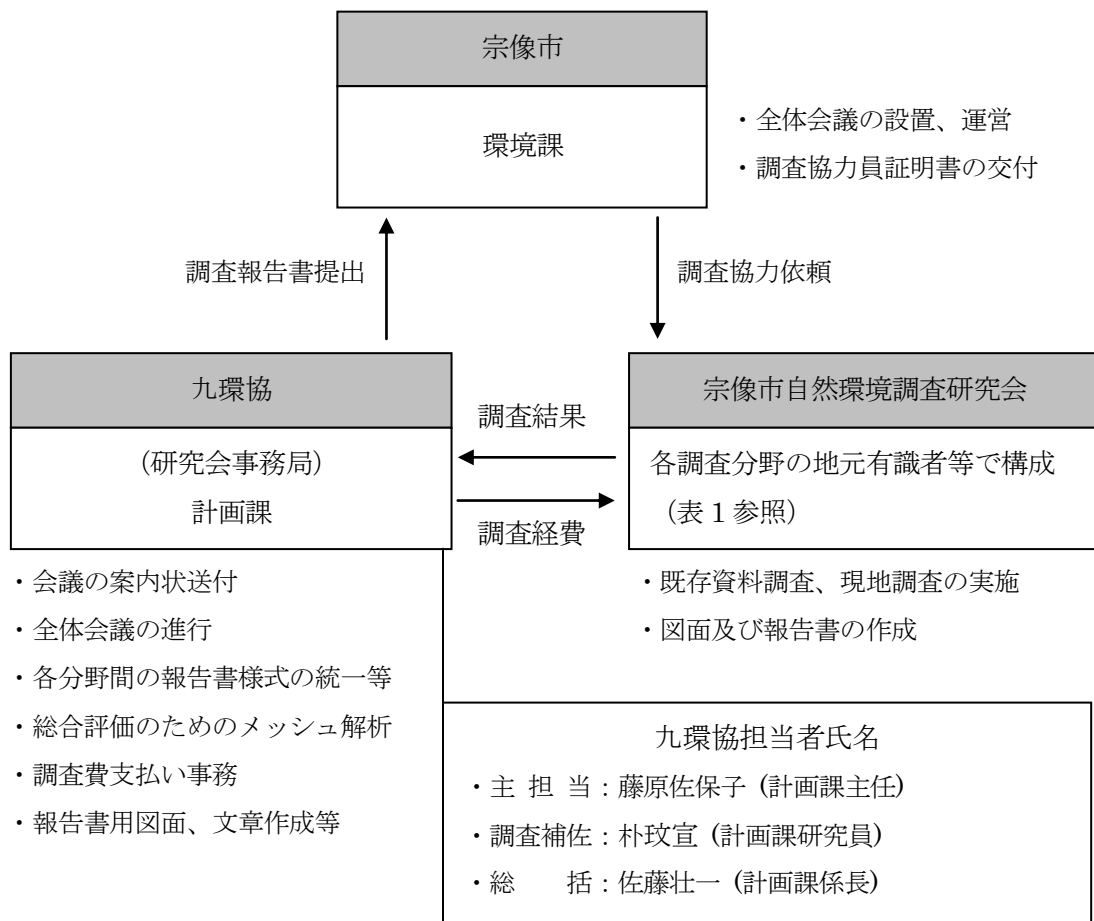 宗像市
環境課
・全体会議の設置、運営
・調査協力員証明書の交付
調査報告書提出
調査協力依頼
九環協
(研究会事務局)
計画課
調査結果
調査経費
宗像市自然環境調査研究会
各調査分野の地元有識者等で構成
（表 1 参照）
・会議の案内状送付
・全体会議の進行
・各分野間の報告書様式の統一等
・総合評価のためのメッシュ解析
・調査費支払い事務
・報告書用図面、文章作成等
・既存資料調査、現地調査の実施
・図面及び報告書の作成
九環協担当者氏名
・主 担 当：藤原佐保子 (計画課主任)
・調査補佐：朴玟宣 (計画課研究員)
・総　　括：佐藤壮一 (計画課係長)